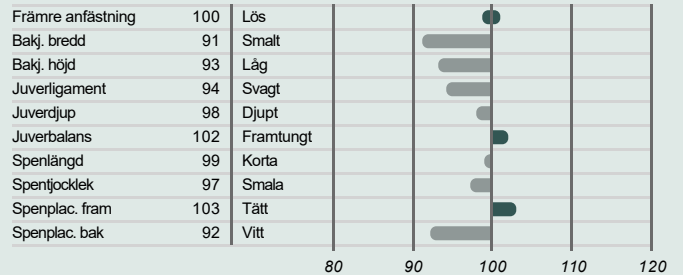 Främre anfästning 100 Lös
Bakj. bredd 91 Smalt
Bakj. höjd 93 Låg
Juverligament 94 Svagt
Juverdjup 98 Djupt
Juverbalans 102 Framtungt
Spenlängd 99 Korta
Spentjocklek 97 Smala
Spenplac. fram 103 Tätt
Spenplac. bak 92 Vitt
80 90 100 110 120